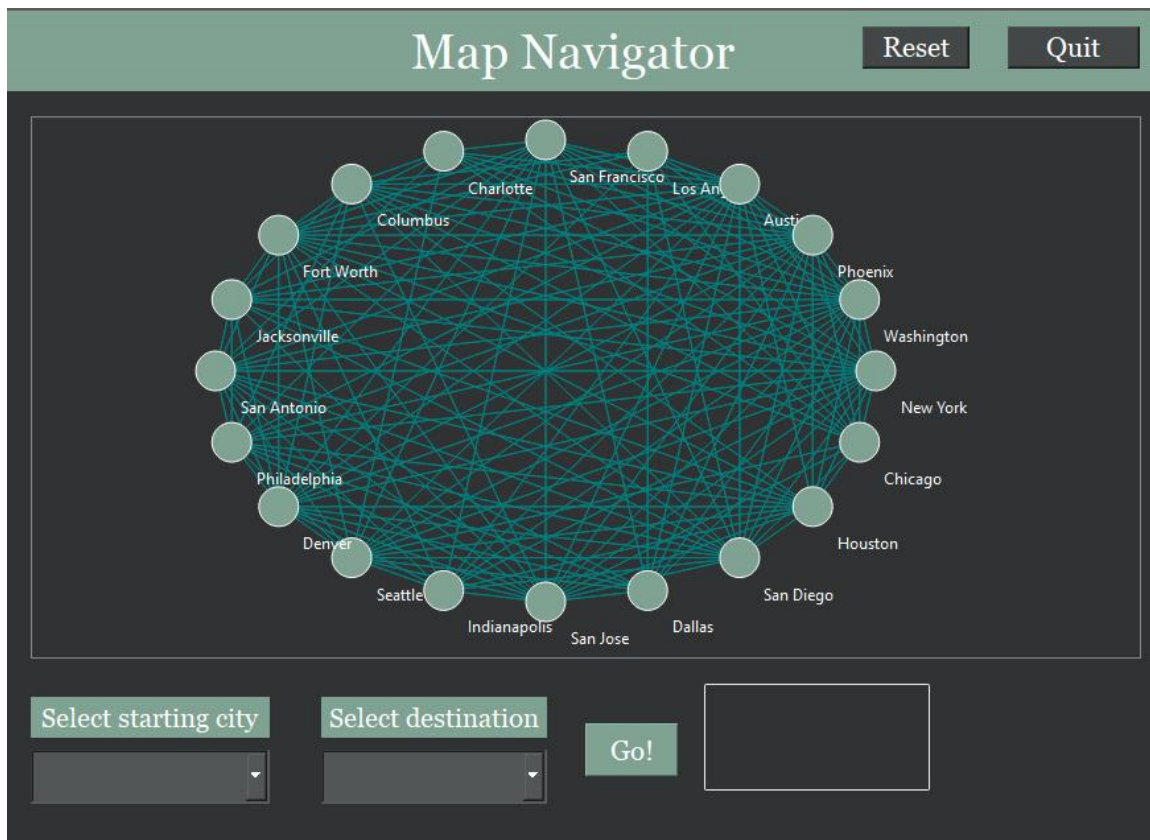 Map Navigator
Reset
Quit
San Francisco
Charlotte
Los
Columbus
Phoenix
Fort Worth
Washington
Jacksonville
New York
San Antonio
Chicago
Philadelphia
Houston
Denver
San Diego
Seattle
Indianapolis
Dallas
San Jose
Select starting city
Select destination
Go!